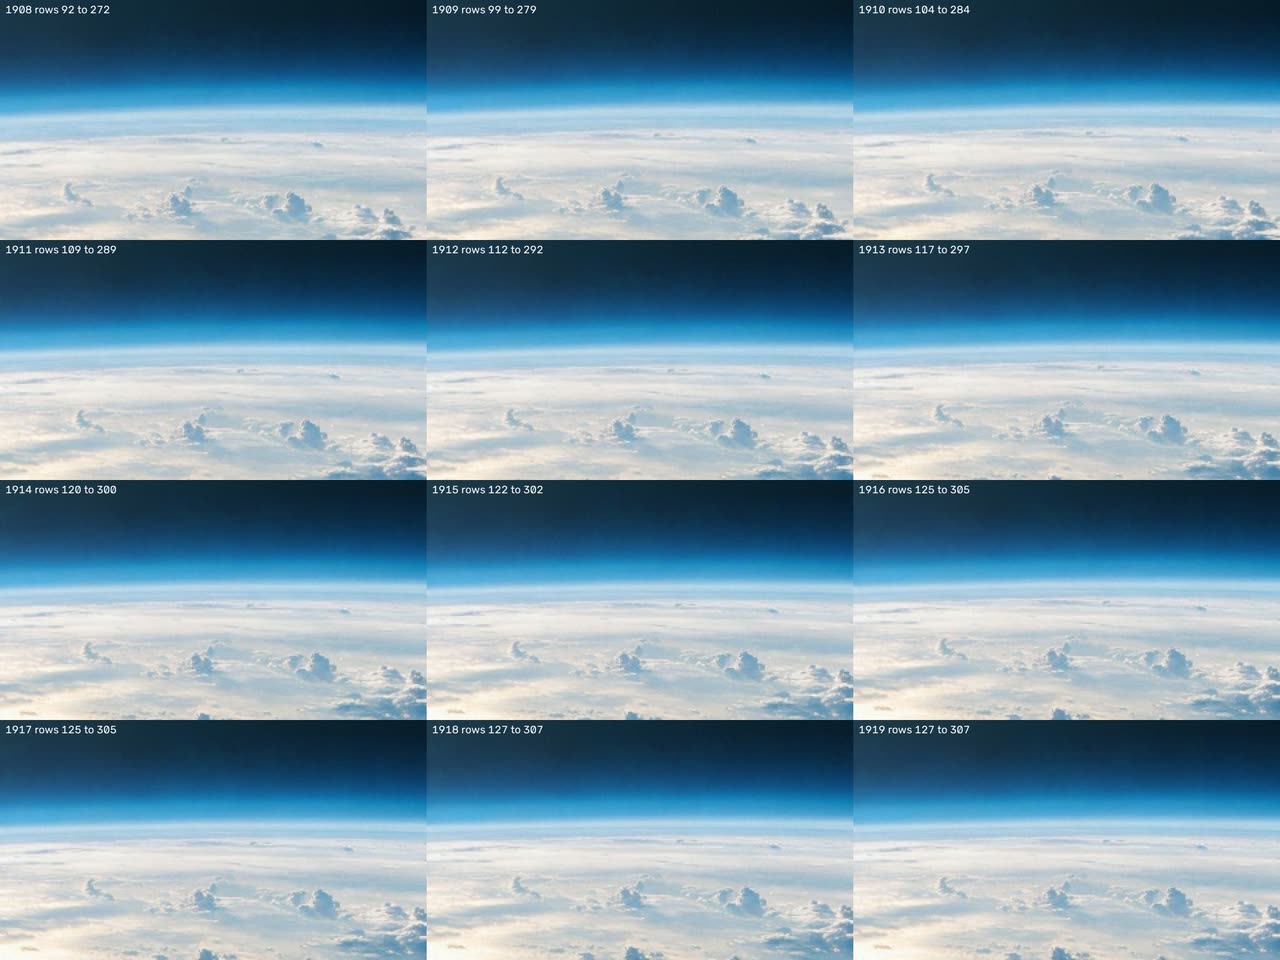 1908 rows 92 to 272
1909 rows 99 to 279
1910 rows 104 to 284
1911 rows 109 to 289
1912 rows 112 to 292
1913 rows 117 to 297
1914 rows 120 to 300
1915 rows 122 to 302
1916 rows 125 to 305
1917 rows 125 to 305
1918 rows 127 to 307
1919 rows 127 to 307